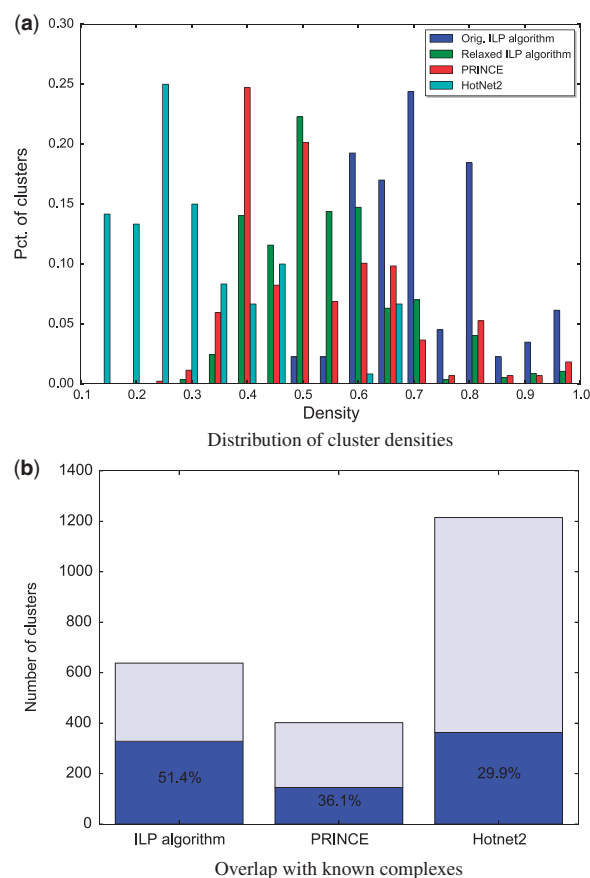 (a)
Orig. ILP algorithm
Relaxed ILP algorithm
PRINCE
HotNet2
Pct. of clusters
0.30
0.25
0.20
0.15
0.10
0.05
0.00
0.1 0.2 0.3 0.4 0.5 0.6 0.7 0.8 0.9 1.0
Density
Distribution of cluster densities
(b)
Number of clusters
1400
1200
1000
800
600
400
200
0
51.4%
36.1%
29.9%
ILP algorithm PRINCE Hotnet2
Overlap with known complexes